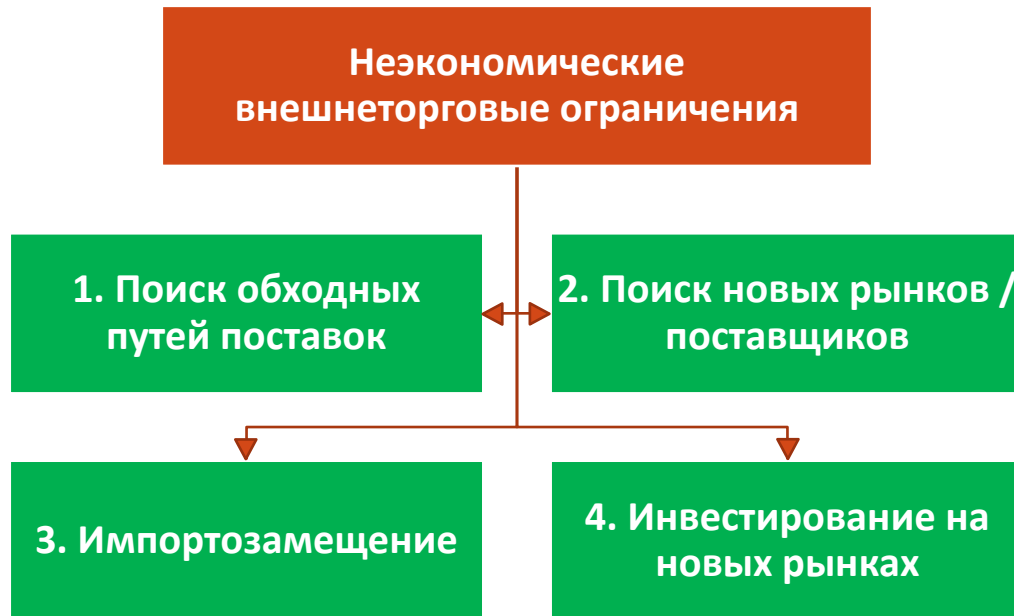 Неэкономические
внешнеторговые ограничения
1. Поиск обходных
путей поставок
2. Поиск новых рынков /
поставщиков
3. Импортозамещение
4. Инвестирование на
новых рынках